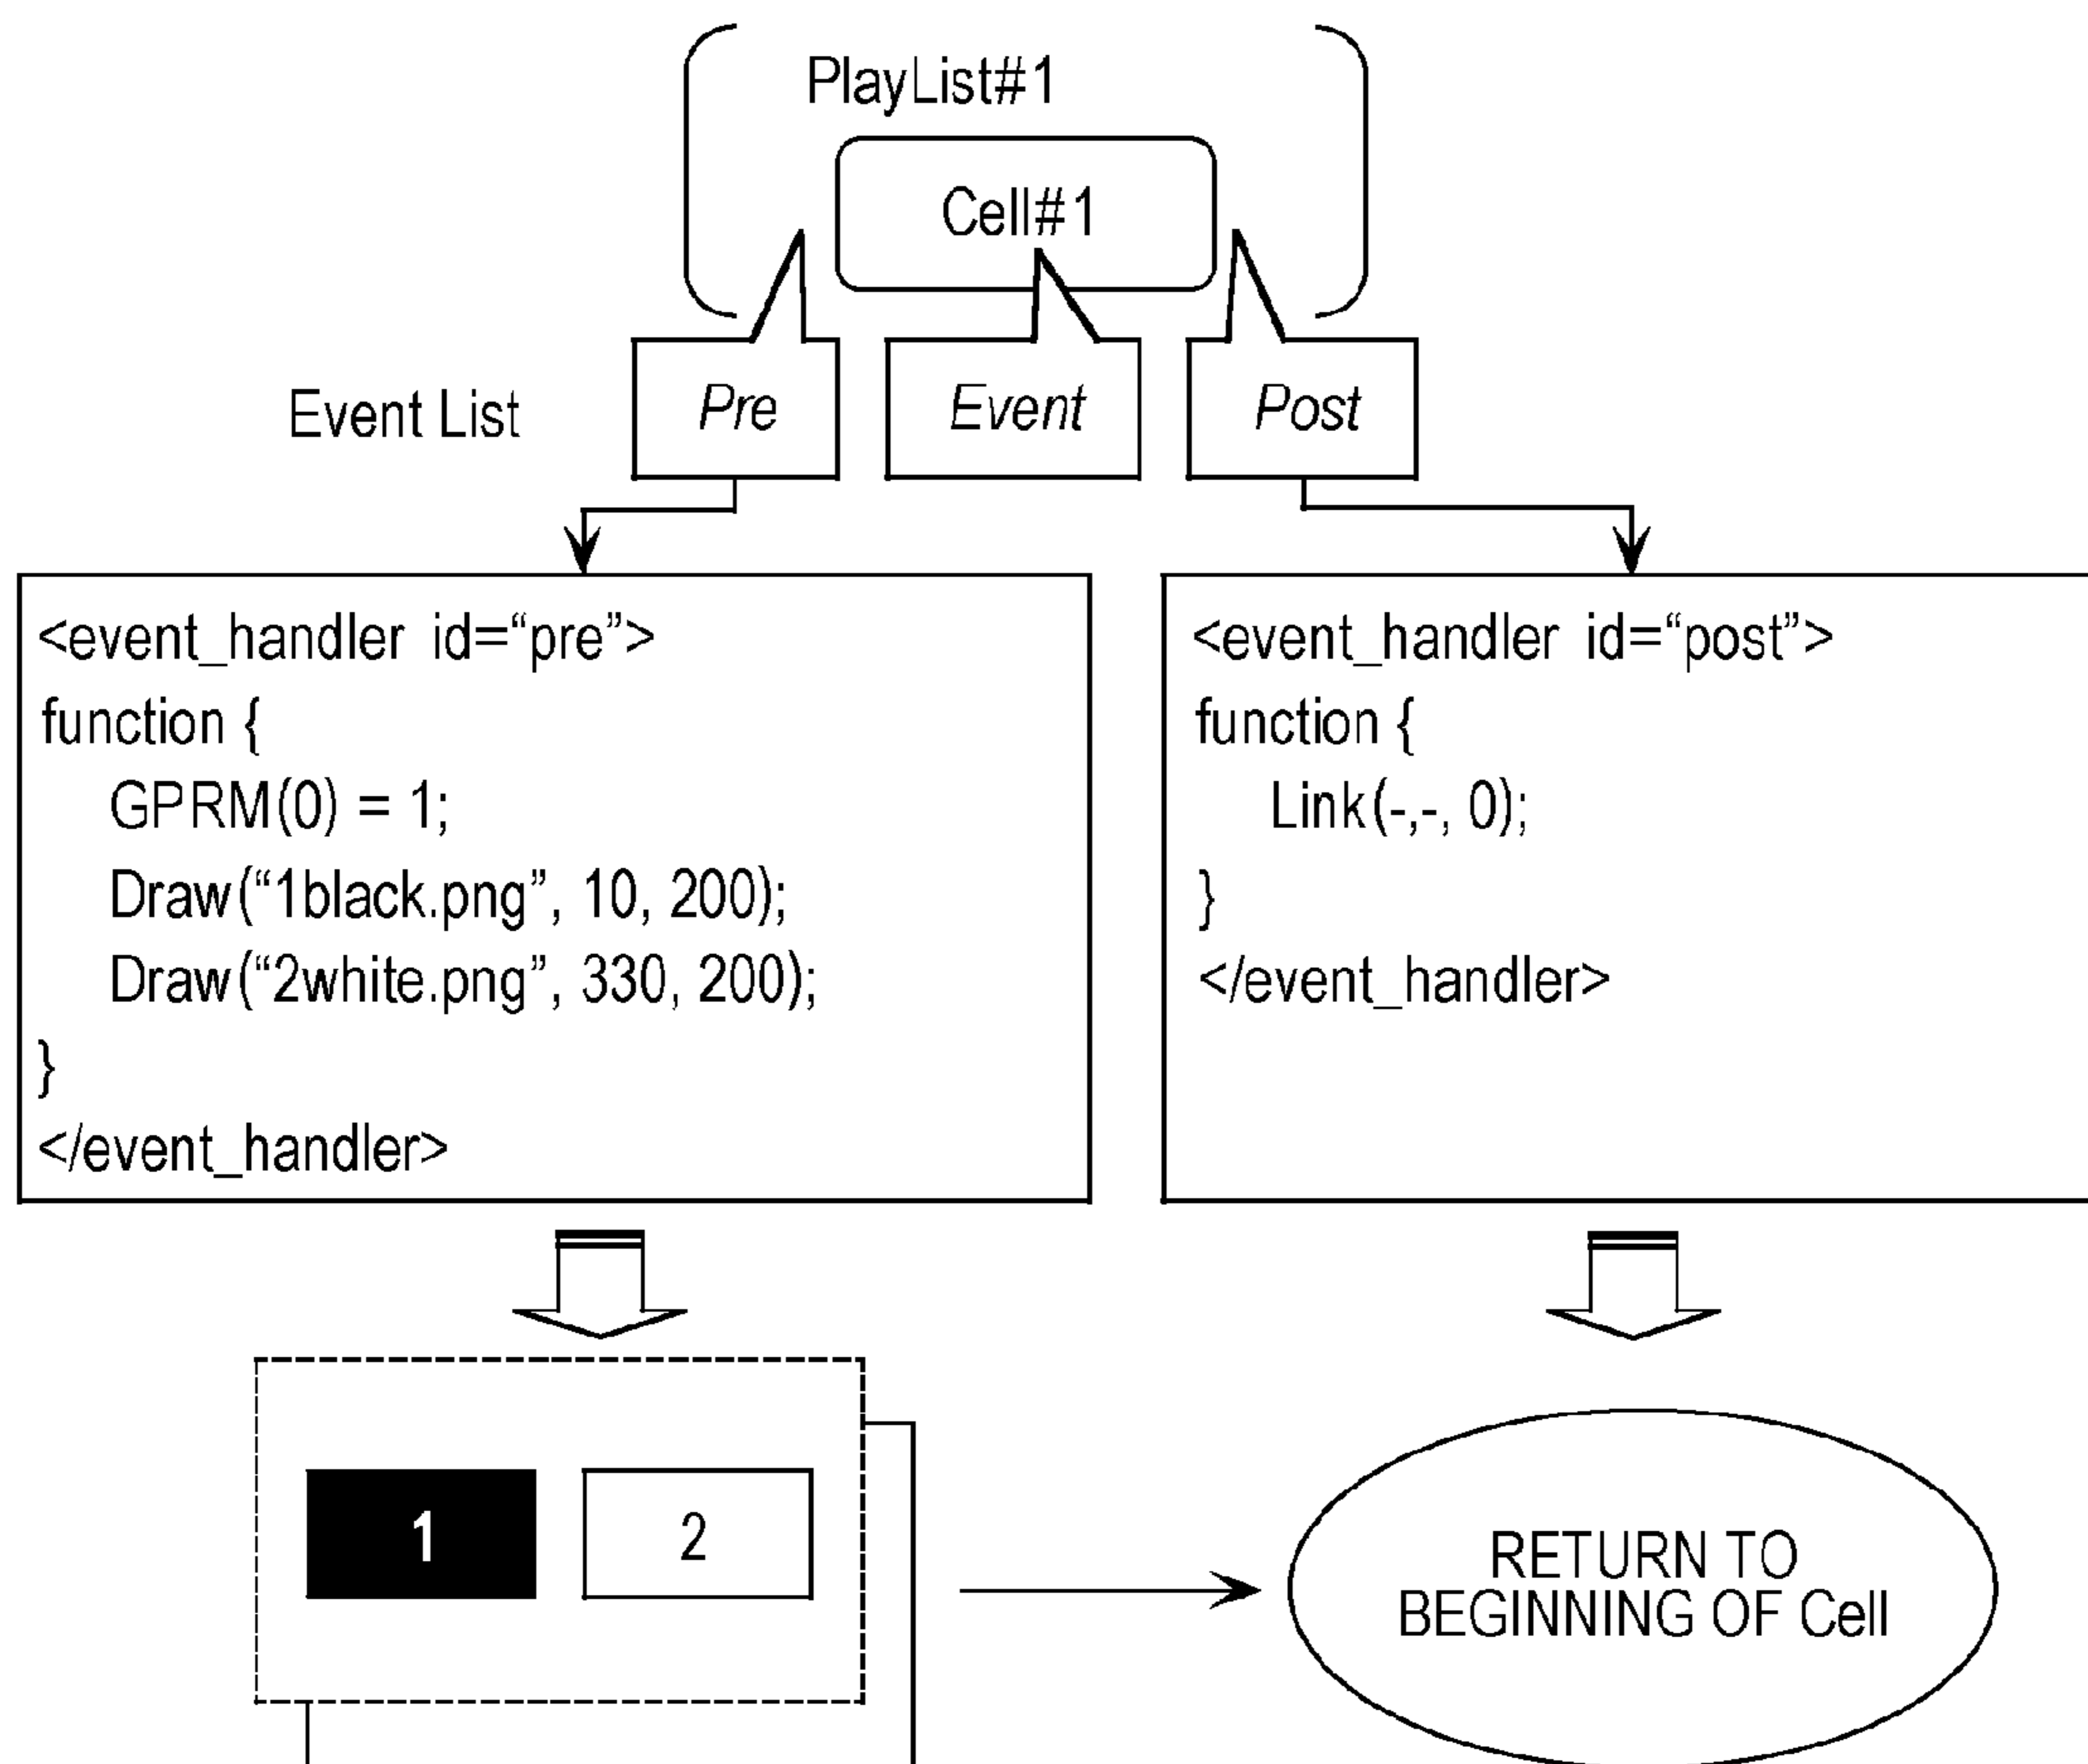 PlayList#1
Cell#1
Event List
Pre
Event
Post
<event_handler id=“pre”>
function {
GPRM(0) = 1;
Draw(“1black.png”, 10, 200);
Draw(“2white.png”, 330, 200);
}
</event_handler>
<event_handler id=“post”>
function {
Link(-,-, 0);
}
</event_handler>
1
2
RETURN TO
BEGINNING OF Cell